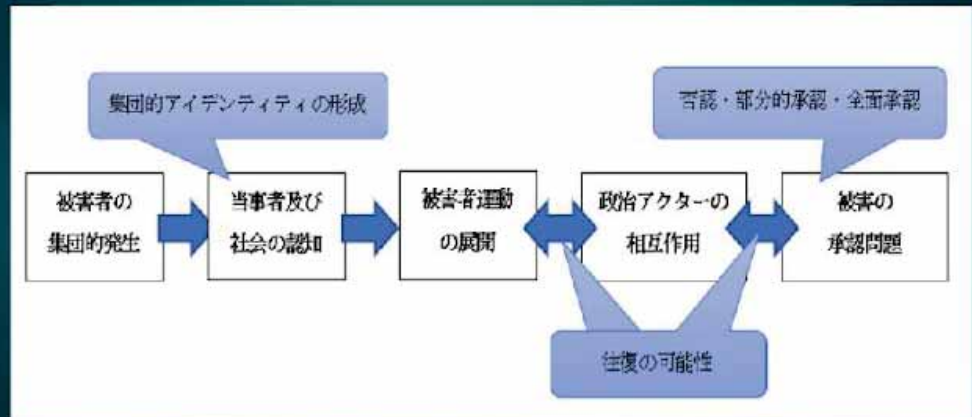 集団的アイデンティティの形成
否認・部分的承認・全面承認
被害者の
集団的発生
当事者及び
社会の認知
被害者運動
の展開
政治アクターの
相互作用
被害の
承認問題
往復の可能性